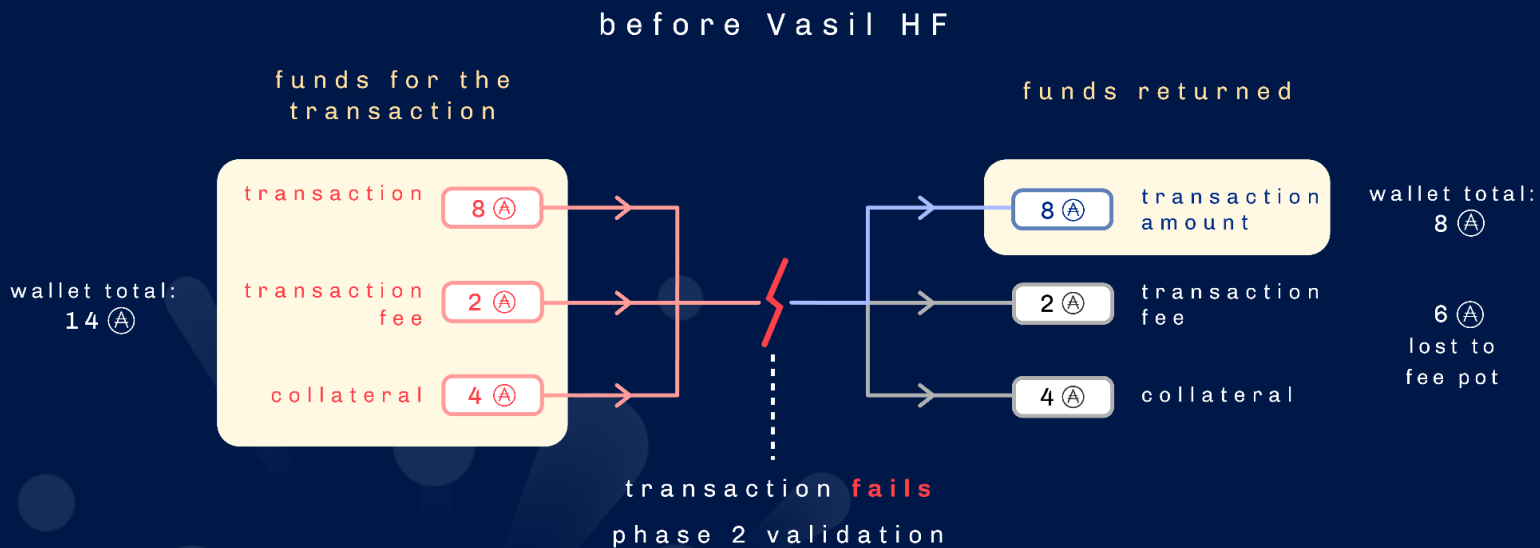 before Vasil HF
funds for the
transaction
funds returned
wallet total:
14 ₳
transaction
8 ₳
transaction
fee
2 ₳
collateral
4 ₳
8 ₳
transaction
amount
2 ₳
transaction
fee
4 ₳
collateral
wallet total:
8 ₳
6 ₳
lost to
fee pot
transaction fails
phase 2 validation